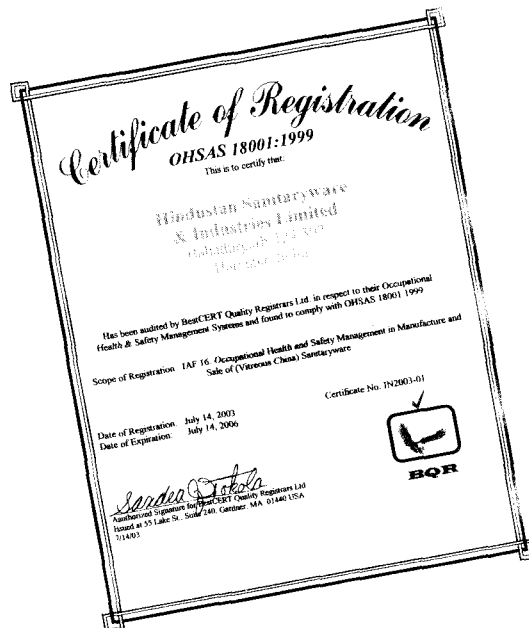 Certificate of Registration
OHSAS 18001:1999
This is to certify that:
Hindustan Sanitaryware
& Industries Limited
Has been audited by BestCERT Quality Registrars Ltd. in respect to their Occupational
Health & Safety Management Systems and found to comply with OHSAS 18001 1999
Scope of Registration IAF 16 Occupational Health and Safety Management in Manufacture and
Sale of (Vitreous China) Sanitaryware
Certificate No. IN2003-01
Date of Registration: July 14, 2003
Date of Expiration: July 14, 2006
BQR
Authorized Signature for BestCERT Quality Registrars Ltd
Issued at 55 Lake St., Suite 240, Gardner, MA 01440 USA
7/14/03